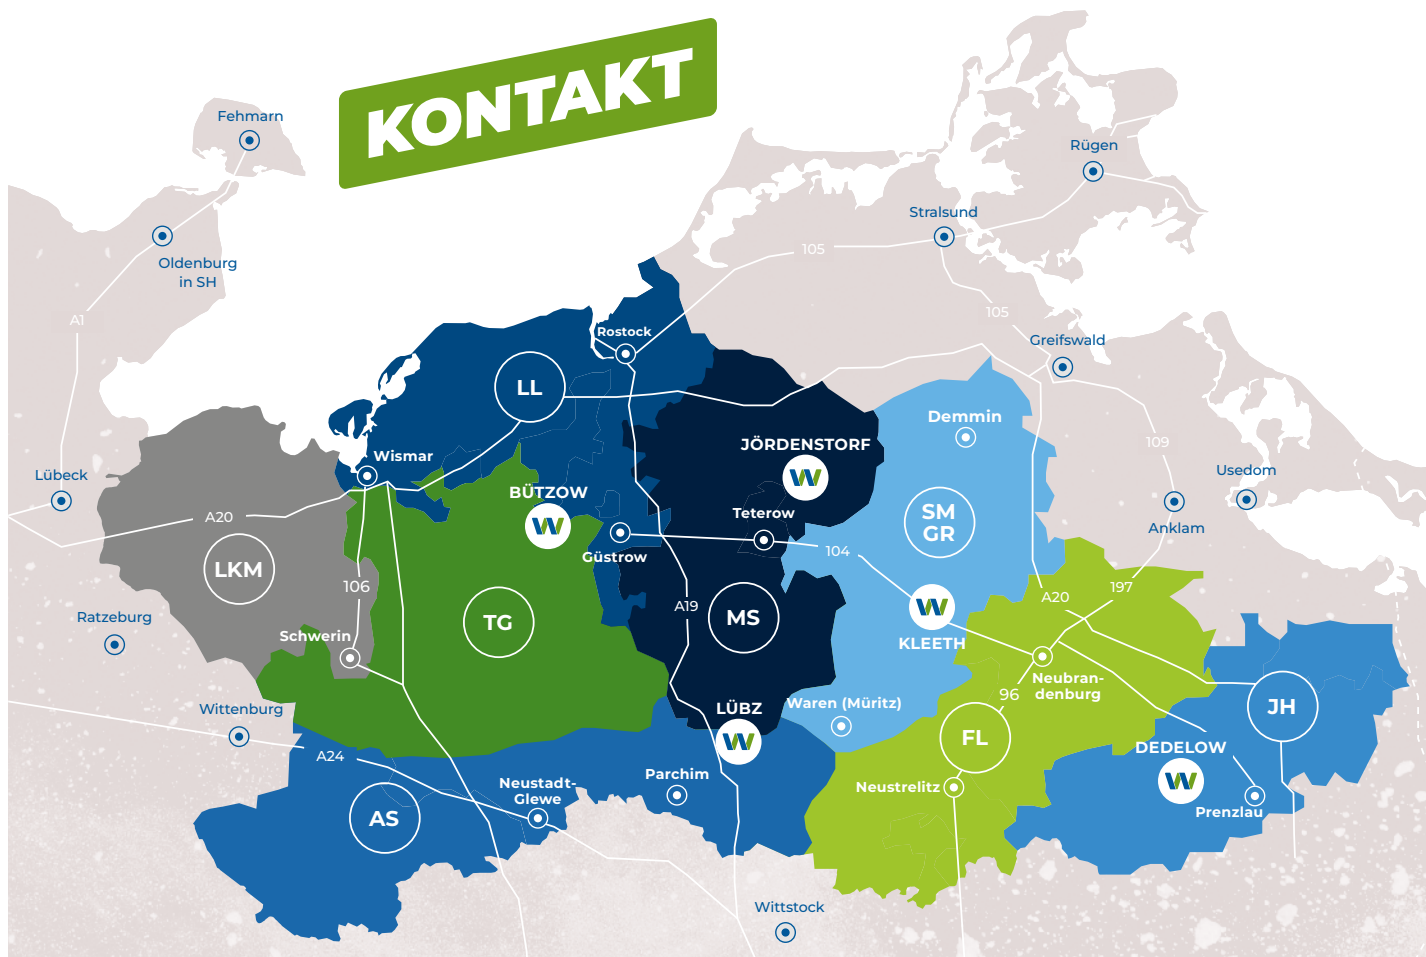 KONTAKT
Fehmarn
Rügen
Stralsund
Oldenburg
in SH
105
A1
105
Rostock
Greifswald
LL
Demmin
JÖRDENSTORF
109
Wismar
Lübeck
Usedom
BÜTZOW
W
W
Teterow
SM
GR
A20
Anklam
Güstrow
104
LKM
106
197
A20
A19
W
Ratzeburg
TG
MS
Schwerin
KLEETH
Neubran-
denburg
96
Wittenburg
LÜBZ
Waren (Müritz)
JH
W
FL
DEDELOW
A24
Parchim
Neustadt-
Glewe
W
Neustrelitz
AS
Prenzlau
Wittstock